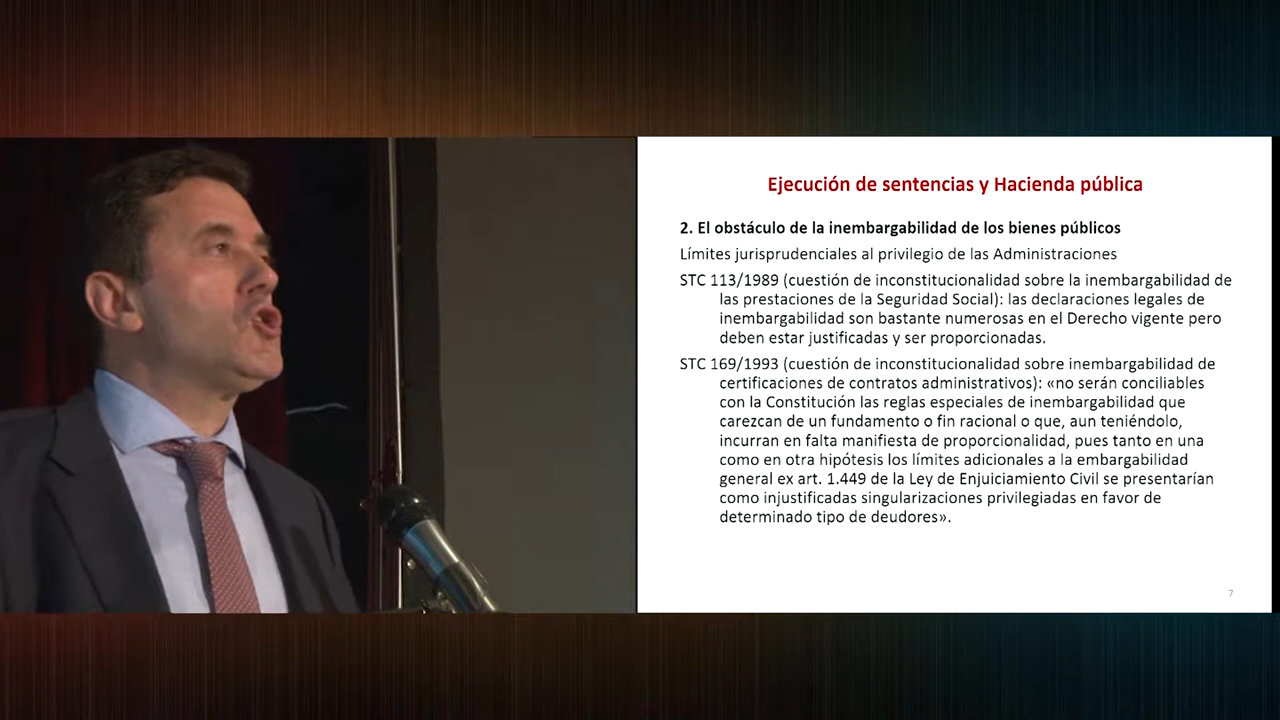 Ejecución de sentencias y Hacienda pública
2. El obstáculo de la inembargabilidad de los bienes públicos
Límites jurisprudenciales al privilegio de las Administraciones
STC 113/1989 (cuestión de inconstitucionalidad sobre la inembargabilidad de
las prestaciones de la Seguridad Social): las declaraciones legales de
inembargabilidad son bastante numerosas en el Derecho vigente pero
deben estar justificadas y ser proporcionadas.
STC 169/1993 (cuestión de inconstitucionalidad sobre inembargabilidad de
certificaciones de contratos administrativos): «no serán conciliables
con la Constitución las reglas especiales de inembargabilidad que
carezcan de un fundamento o fin racional o que, aun teniéndolo,
incurran en falta manifiesta de proporcionalidad, pues tanto en una
como en otra hipótesis los límites adicionales a la embargabilidad
general ex art. 1.449 de la Ley de Enjuiciamiento Civil se presentarían
como injustificadas singularizaciones privilegiadas en favor de
determinado tipo de deudores».
7